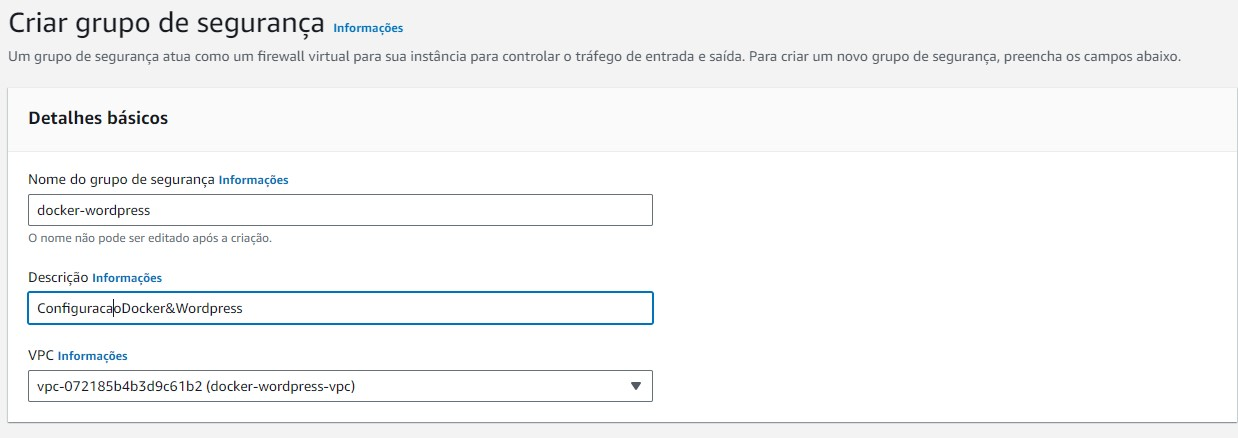 Criar grupo de segurança Informações
Um grupo de segurança atua como um firewall virtual para sua instância para controlar o tráfego de entrada e saída. Para criar um novo grupo de segurança, preencha os campos abaixo.
Detalhes básicos
Nome do grupo de segurança Informações
docker-wordpress
O nome não pode ser editado após a criação.
Descrição Informações
ConfiguracaoDocker&Wordpress
VPC Informações
vpc-072185b4b3d9c61b2 (docker-wordpress-vpc)